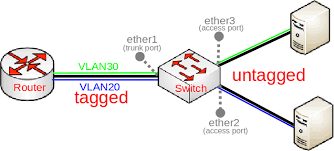 ether3
(access port)
ether1
(trunk port)
VLAN30
untagged
Router
Switch
VLAN20
tagged
ether2
(access port)